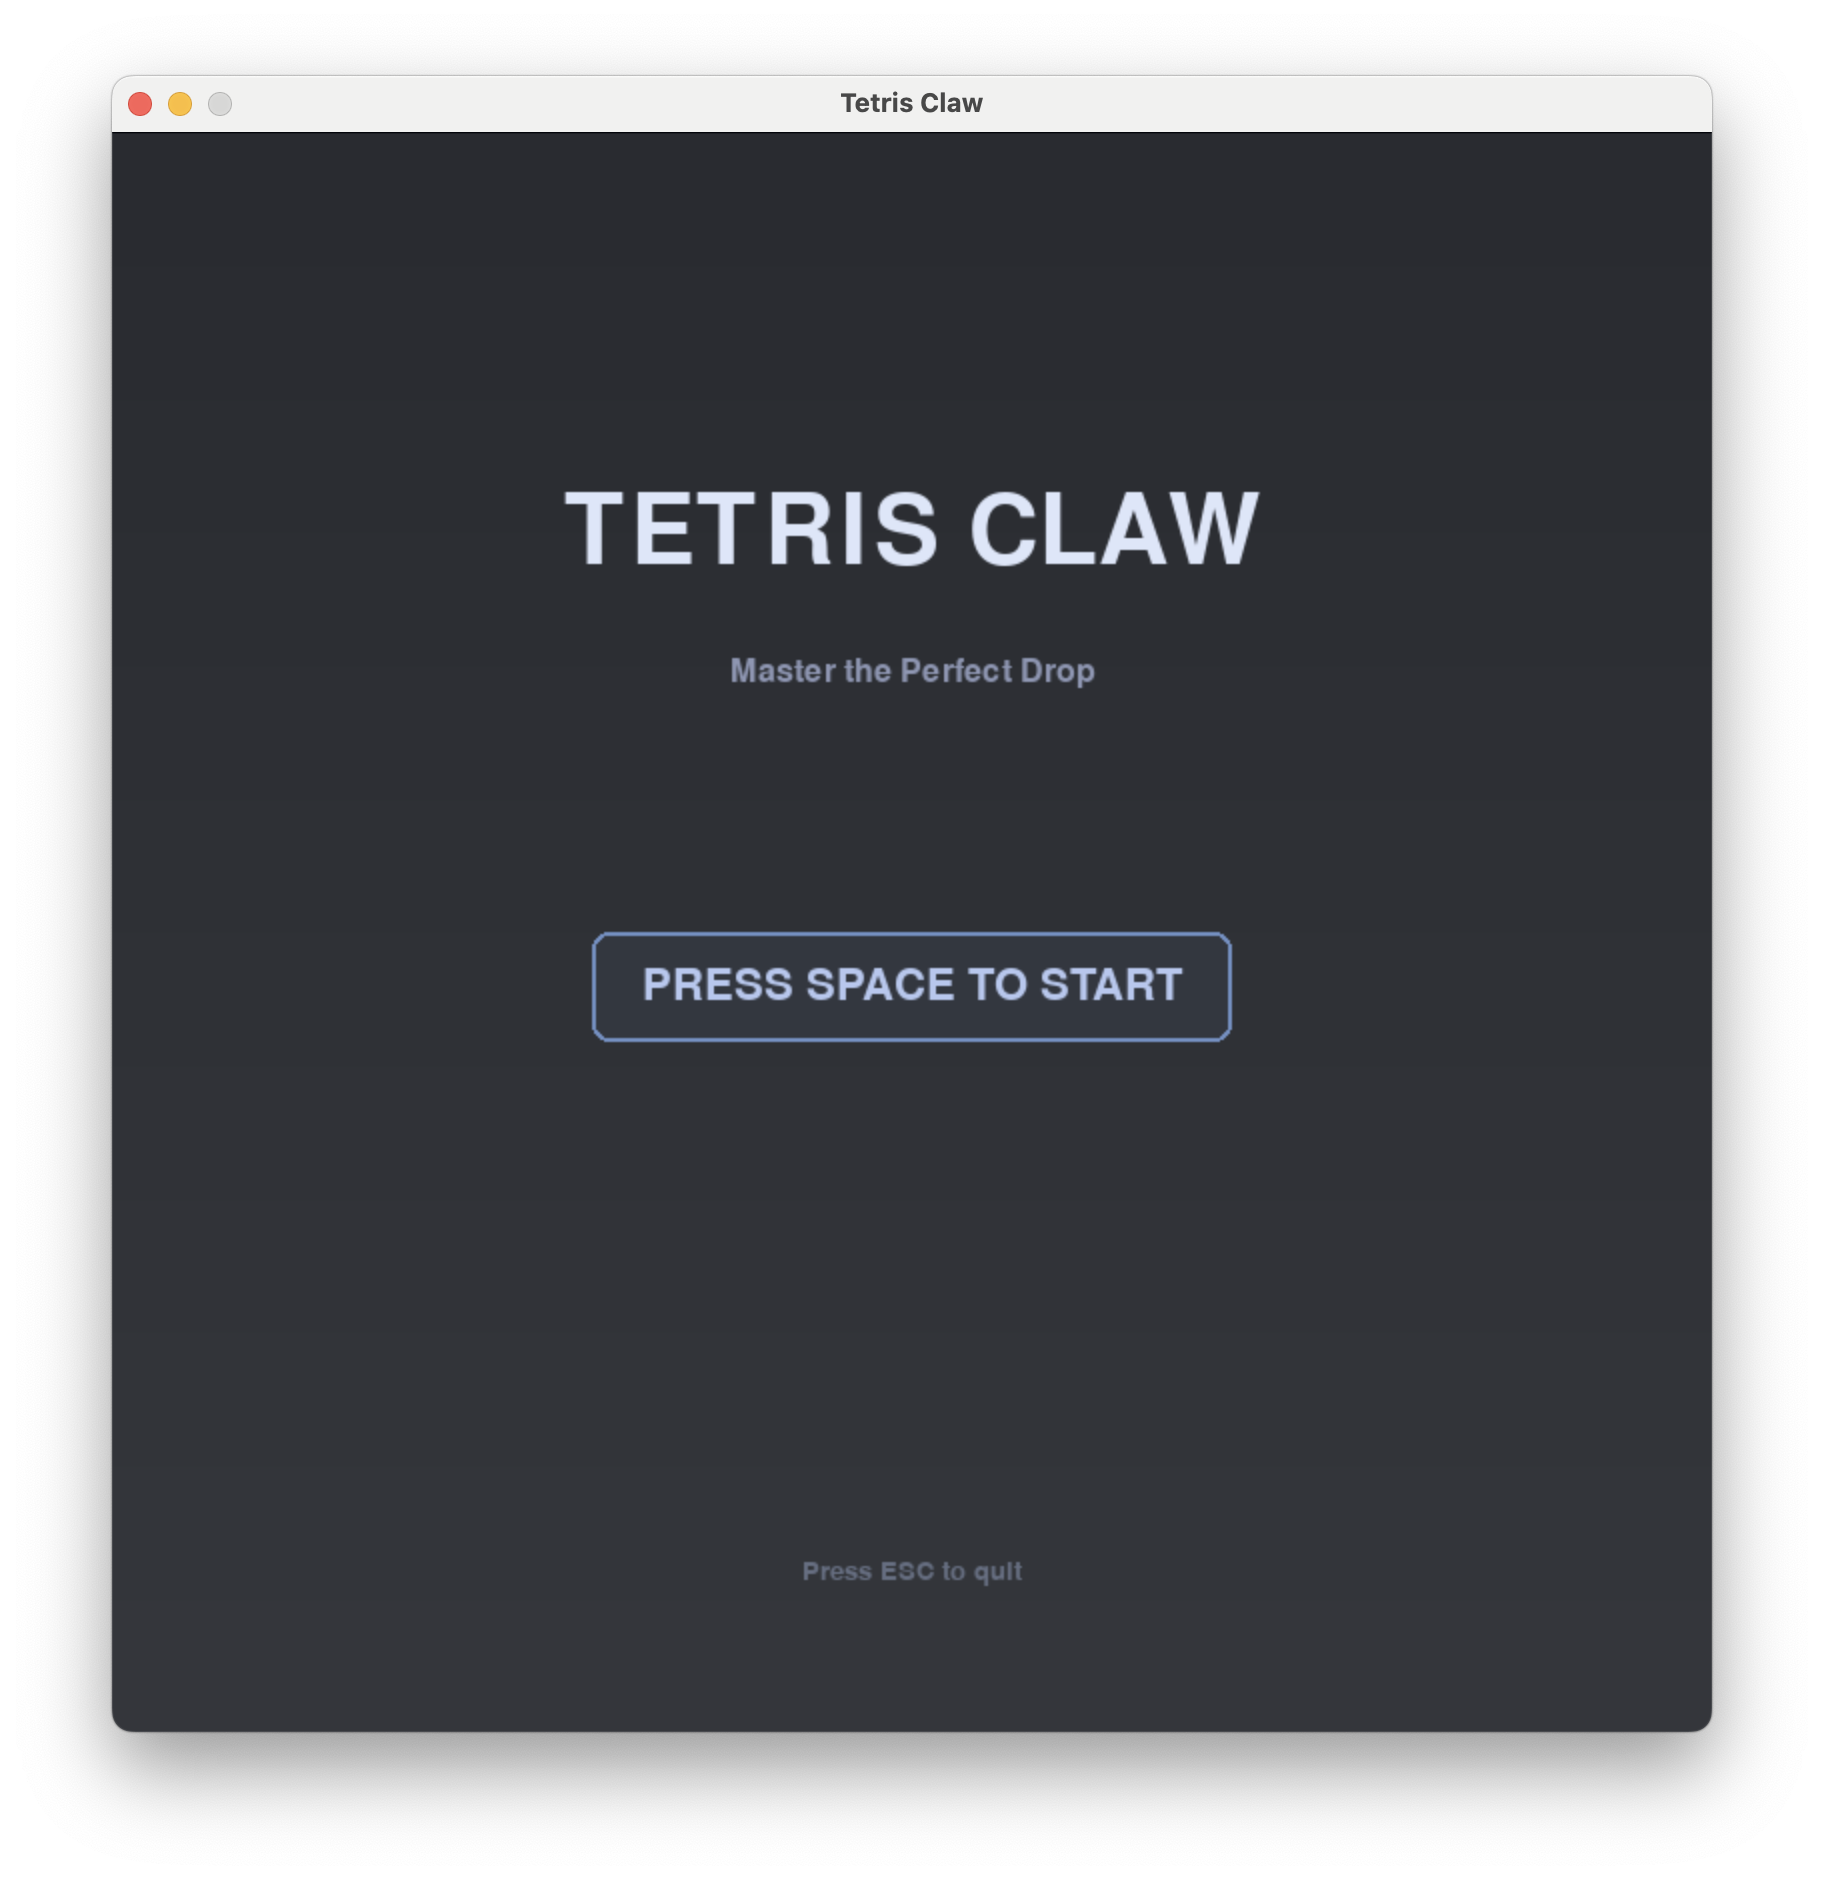 Tetris Claw
TETRIS CLAW
Master the Perfect Drop
PRESS SPACE TO START
Press ESC to quit